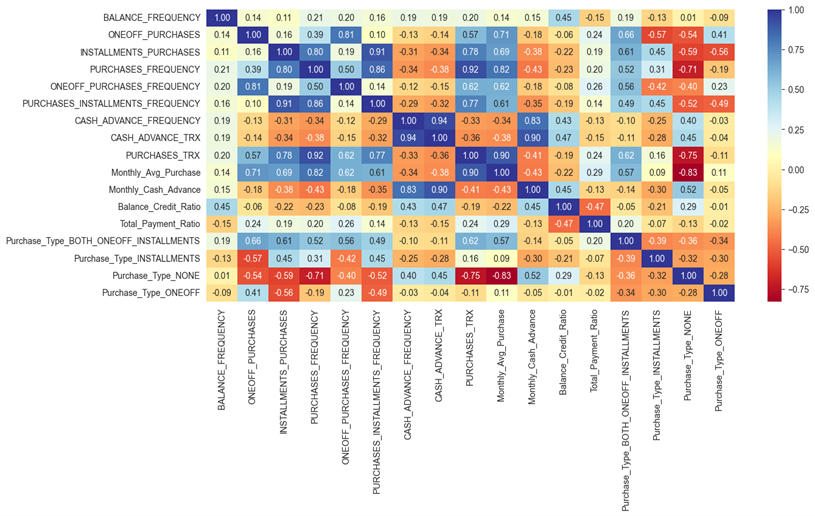 BALANCE_FREQUENCY 1.00 0.14 0.11 0.21 0.20 0.16 0.19 0.19 0.20 0.14 0.15 0.45 -0.15 0.19 -0.13 0.01 -0.09
ONEOFF_PURCHASES 0.14 1.00 0.16 0.39 0.81 0.10 -0.13 -0.14 0.57 0.71 -0.18 -0.06 0.24 0.66 -0.57 -0.54 0.41
INSTALLMENTS_PURCHASES 0.11 0.16 1.00 0.80 0.19 0.91 -0.31 -0.34 0.78 0.69 -0.38 -0.22 0.19 0.61 0.45 -0.59 -0.56
PURCHASES_FREQUENCY 0.21 0.39 0.80 1.00 0.50 0.86 -0.34 -0.38 0.92 0.82 -0.43 -0.23 0.20 0.52 0.31 -0.71 -0.19
ONEOFF_PURCHASES_FREQUENCY 0.20 0.81 0.19 0.50 1.00 0.14 -0.12 -0.15 0.62 0.62 -0.18 -0.08 0.26 0.56 -0.42 -0.40 0.23
PURCHASES_INSTALLMENTS_FREQUENCY 0.16 0.10 0.91 0.86 0.14 1.00 -0.29 -0.32 0.77 0.61 -0.35 -0.19 0.14 0.49 0.45 -0.52 -0.49
CASH_ADVANCE_FREQUENCY 0.19 -0.13 -0.31 -0.34 -0.12 -0.29 1.00 0.94 -0.33 -0.34 0.83 0.43 -0.13 -0.10 -0.25 0.40 -0.03
CASH_ADVANCE_TRX 0.19 -0.14 -0.34 -0.38 -0.15 -0.32 0.94 1.00 -0.36 -0.38 0.90 0.47 -0.15 -0.11 -0.28 0.45 -0.04
PURCHASES_TRX 0.20 0.57 0.78 0.92 0.62 0.77 -0.33 -0.36 1.00 0.90 -0.41 -0.19 0.24 0.62 0.16 -0.75 -0.11
Monthly_Avg_Purchase 0.14 0.71 0.69 0.82 0.62 0.61 -0.34 -0.38 0.90 1.00 -0.43 -0.22 0.29 0.57 0.09 -0.83 0.11
Monthly_Cash_Advance 0.15 -0.18 -0.38 -0.43 -0.18 -0.35 0.83 0.90 -0.41 -0.43 1.00 0.45 -0.13 -0.14 -0.30 0.52 -0.05
Balance_Credit_Ratio 0.45 -0.06 -0.22 -0.23 -0.08 -0.19 0.43 0.47 -0.19 -0.22 0.45 1.00 -0.47 -0.05 -0.21 0.29 -0.01
Total_Payment_Ratio -0.15 0.24 0.19 0.20 0.26 0.14 -0.13 -0.15 0.24 0.29 -0.13 -0.47 1.00 0.20 -0.07 -0.13 -0.02
Purchase_Type_BOTH_ONEOFF_INSTALLMENTS 0.19 0.66 0.61 0.52 0.56 0.49 -0.10 -0.11 0.62 0.57 -0.14 -0.05 0.20 1.00 -0.39 -0.36 -0.34
Purchase_Type_INSTALLMENTS -0.13 -0.57 0.45 0.31 -0.42 0.45 -0.25 -0.28 0.16 0.09 -0.30 -0.21 -0.07 -0.39 1.00 -0.32 -0.30
Purchase_Type_NONE 0.01 -0.54 -0.59 -0.71 -0.40 -0.52 0.40 0.45 -0.75 -0.83 0.52 0.29 -0.13 -0.36 -0.32 1.00 -0.28
Purchase_Type_ONEOFF -0.09 0.41 -0.56 -0.19 0.23 -0.49 -0.03 -0.04 -0.11 0.11 -0.05 -0.01 -0.02 -0.34 -0.30 -0.28 1.00
BALANCE_FREQUENCY
ONEOFF_PURCHASES
INSTALLMENTS_PURCHASES
PURCHASES_FREQUENCY
ONEOFF_PURCHASES_FREQUENCY
PURCHASES_INSTALLMENTS_FREQUENCY
CASH_ADVANCE_FREQUENCY
CASH_ADVANCE_TRX
PURCHASES_TRX
Monthly_Avg_Purchase
Monthly_Cash_Advance
Balance_Credit_Ratio
Total_Payment_Ratio
Purchase_Type_BOTH_ONEOFF_INSTALLMENTS
Purchase_Type_INSTALLMENTS
Purchase_Type_NONE
Purchase_Type_ONEOFF
1.00
0.75
0.50
0.25
0.00
-0.25
-0.50
-0.75